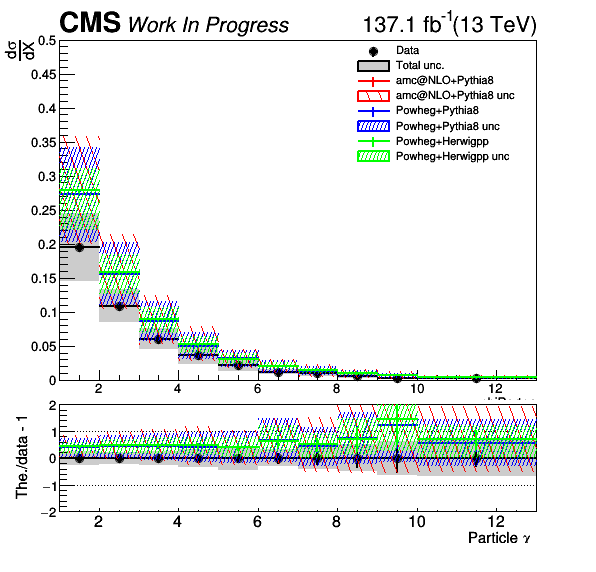 CMS Work In Progress 137.1 fb⁻¹(13 TeV)
dσ
dX
0.5
0.45
0.4
0.35
0.3
0.25
0.2
0.15
0.1
0.05
0
Data
Total unc.
amc@NLO+Pythia8
amc@NLO+Pythia8 unc
Powheg+Pythia8
Powheg+Pythia8 unc
Powheg+Herwigpp
Powheg+Herwigpp unc
2 4 6 8 10 12
The./data - 1
2
1
0
−1
−2
2 4 6 8 10 12
Particle γ